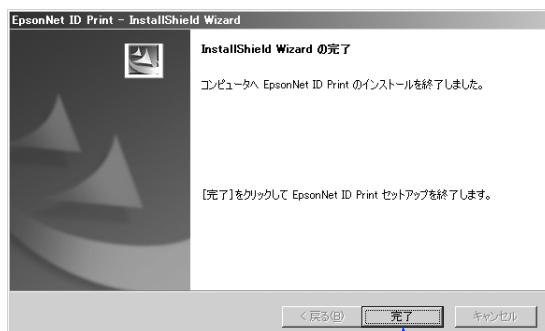 EpsonNet ID Print - InstallShield Wizard
InstallShield Wizard の完了
コンピュータへ EpsonNet ID Print のインストールを終了しました。
[完了]をクリックして EpsonNet ID Print セットアップを終了します。
< 戻る(B)
完了
キャンセル